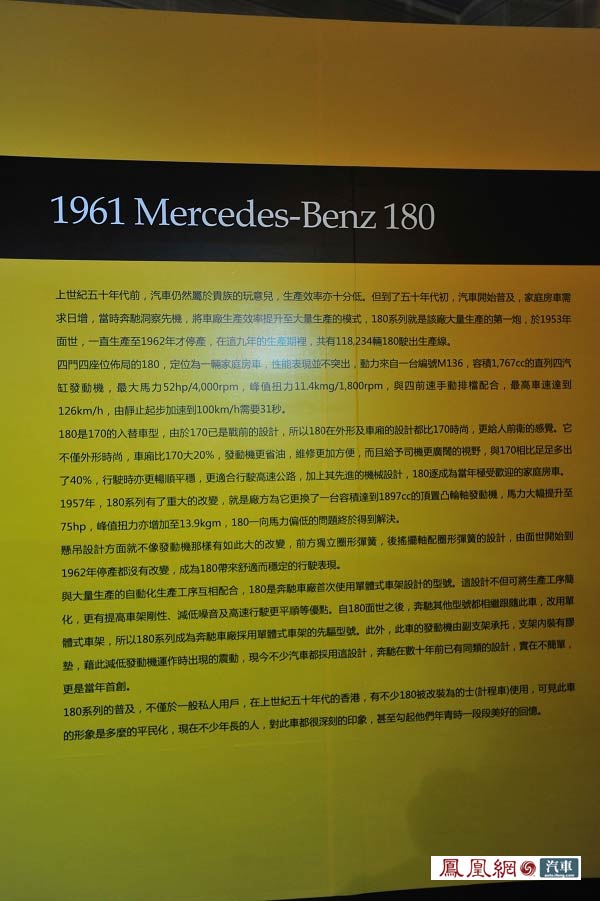 1961 Mercedes-Benz 180
上世紀五十年代前，汽車仍然屬於貴族的玩意兒，生產效率亦十分低。但到了五十年代初，汽車開始普及，家庭房車需
求日增，當時奔馳洞察先機，將車廠生產效率提升至大量生產的模式，180系列就是該廠大量生產的第一炮，於1953年
面世，一直生產至1962年才停產，在這九年的生產期裡，共有118,234輛180駛出生產線。
四門四座位佈局的180，定位為一輛家庭房車，性能表現並不突出，動力來自一台編號M136，容積1,767cc的直列四汽
缸發動機，最大馬力52hp/4,000rpm，峰值扭力11.4kmg/1,800rpm，與四前速手動排檔配合，最高車速達到
126km/h，由靜止起步加速到100km/h需要31秒。
180是170的入替車型，由於170已是戰前的設計，所以180在外形及車廂的設計都比170時尚，更給人前衛的感覺。它
不僅外形時尚，車廂比170大20%，發動機更省油，維修更加方便，而且給予司機更廣闊的視野，與170相比足足多出
了40%，行駛時亦更暢順平穩，更適合行駛高速公路，加上其先進的機械設計，180逐成為當年極受歡迎的家庭房車。
1957年，180系列有了重大的改變，就是廠方為它更換了一台容積達到1897cc的頂置凸輪軸發動機，馬力大幅提升至
75hp，峰值扭力亦增加至13.9kgm，180一向馬力偏低的問題終於得到解決。
懸吊設計方面就不像發動機那樣有如此大的改變，前方獨立圈形彈簧，後搖擺軸配圈形彈簧的設計，由面世開始到
1962年停產都沒有改變，成為180帶來舒適而穩定的行駛表現。
與大量生產的自動化生產工序互相配合，180是奔馳車廠首次使用單體式車架設計的型號。這設計不但可將生產工序簡
化，更有提高車架剛性、減低噪音及高速行駛更平順等優點。自180面世之後，奔馳其他型號都相繼跟隨此車，改用單
體式車架，所以180系列成為奔馳車廠採用單體式車架的先驅型號。此外，此車的發動機由副支架承托，支架內裝有膠
墊，藉此減低發動機運作時出現的震動，現今不少汽車都採用這設計，奔馳在數十年前已有同類的設計，實在不簡單，
更是當年首創。
180系列的普及，不僅於一般私人用戶，在上世紀五十年代的香港，有不少180被改裝為的士(計程車)使用，可見此車
的形象是多麼的平民化，現在不少年長的人，對此車都很深刻的印象，甚至勾起他們年青時一段段美好的回憶。
鳳凰網 汽車
auto.ifeng.com